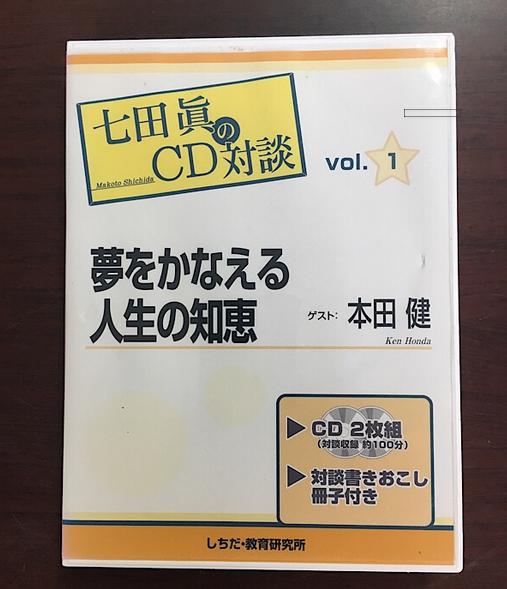 七田 眞の
CD対談
Makoto Shichida
vol. 1
夢をかなえる
人生の知恵
ゲスト: 本田 健
Ken Honda
▶ CD 2枚組
(対談収録 約100分)
▶ 対談書きおこし
冊子付き
しちだ・教育研究所